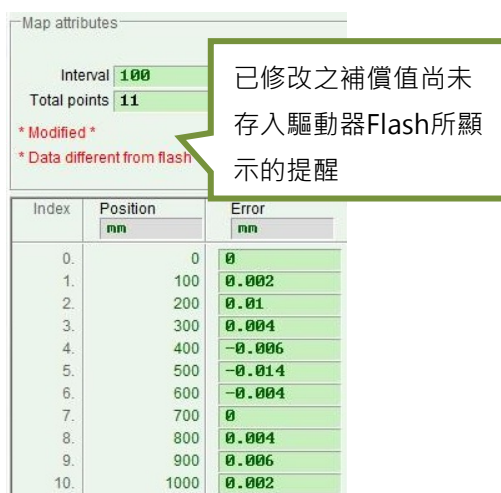 Map attributes
Interval 100
Total points 11
* Modified *
* Data different from flash
已修改之補償值尚未
存入驅動器Flash所顯
示的提醒
Index Position Error
mm mm
0. 0 0
1. 100 0.002
2. 200 0.01
3. 300 0.004
4. 400 -0.006
5. 500 -0.014
6. 600 -0.004
7. 700 0
8. 800 0.004
9. 900 0.006
10. 1000 0.002